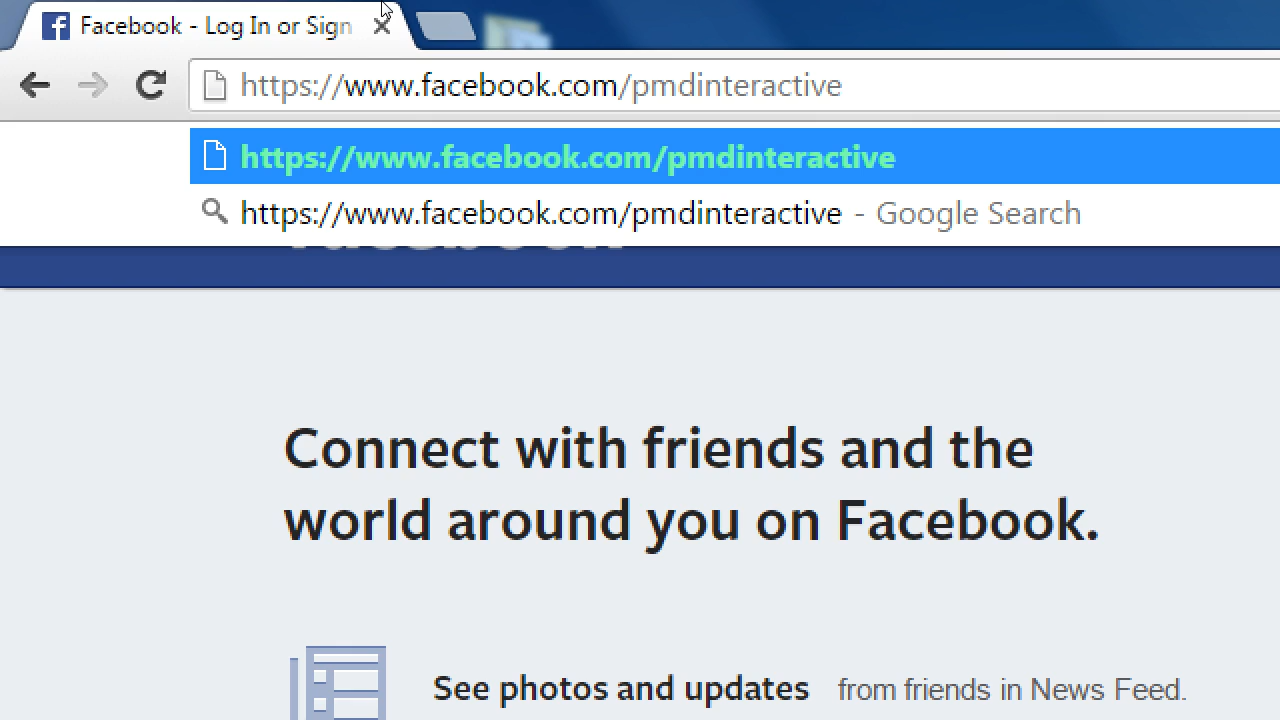 Facebook - Log In or Sign
https://www.facebook.com/pmdinteractive
https://www.facebook.com/pmdinteractive
https://www.facebook.com/pmdinteractive - Google Search
facebook
Connect with friends and the
world around you on Facebook.
See photos and updates from friends in News Feed.